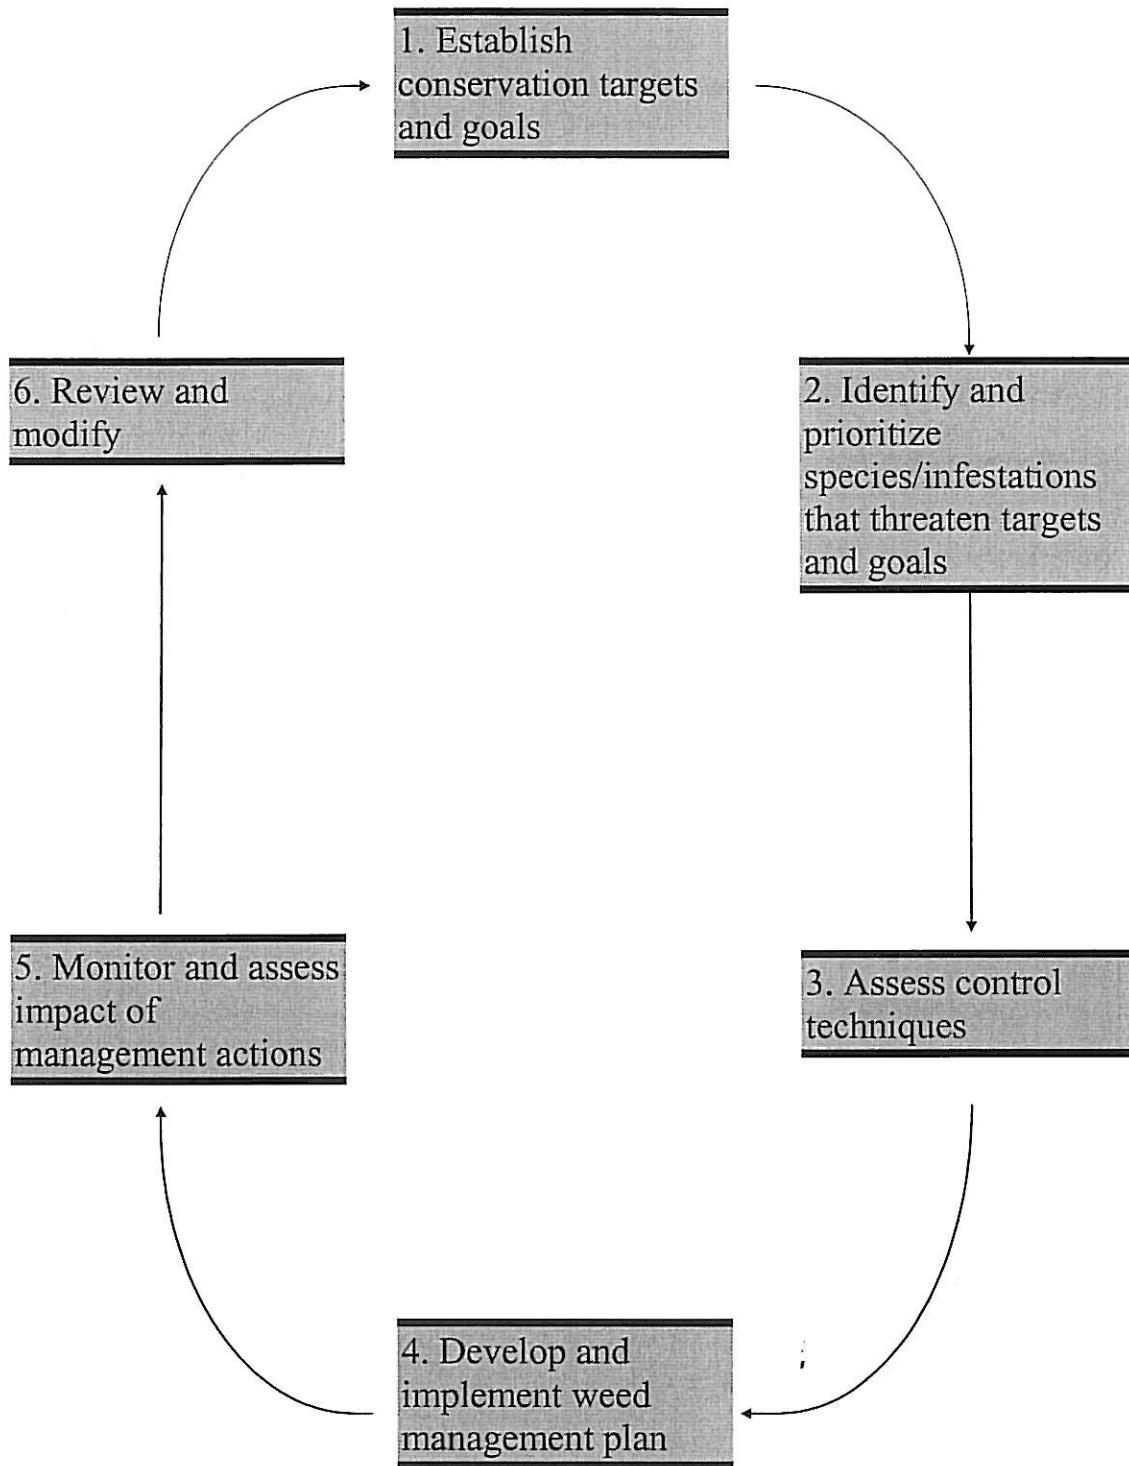 1. Establish
conservation targets
and goals
2. Identify and
prioritize
species/infestations
that threaten targets
and goals
3. Assess control
techniques
4. Develop and
implement weed
management plan
5. Monitor and assess
impact of
management actions
6. Review and
modify